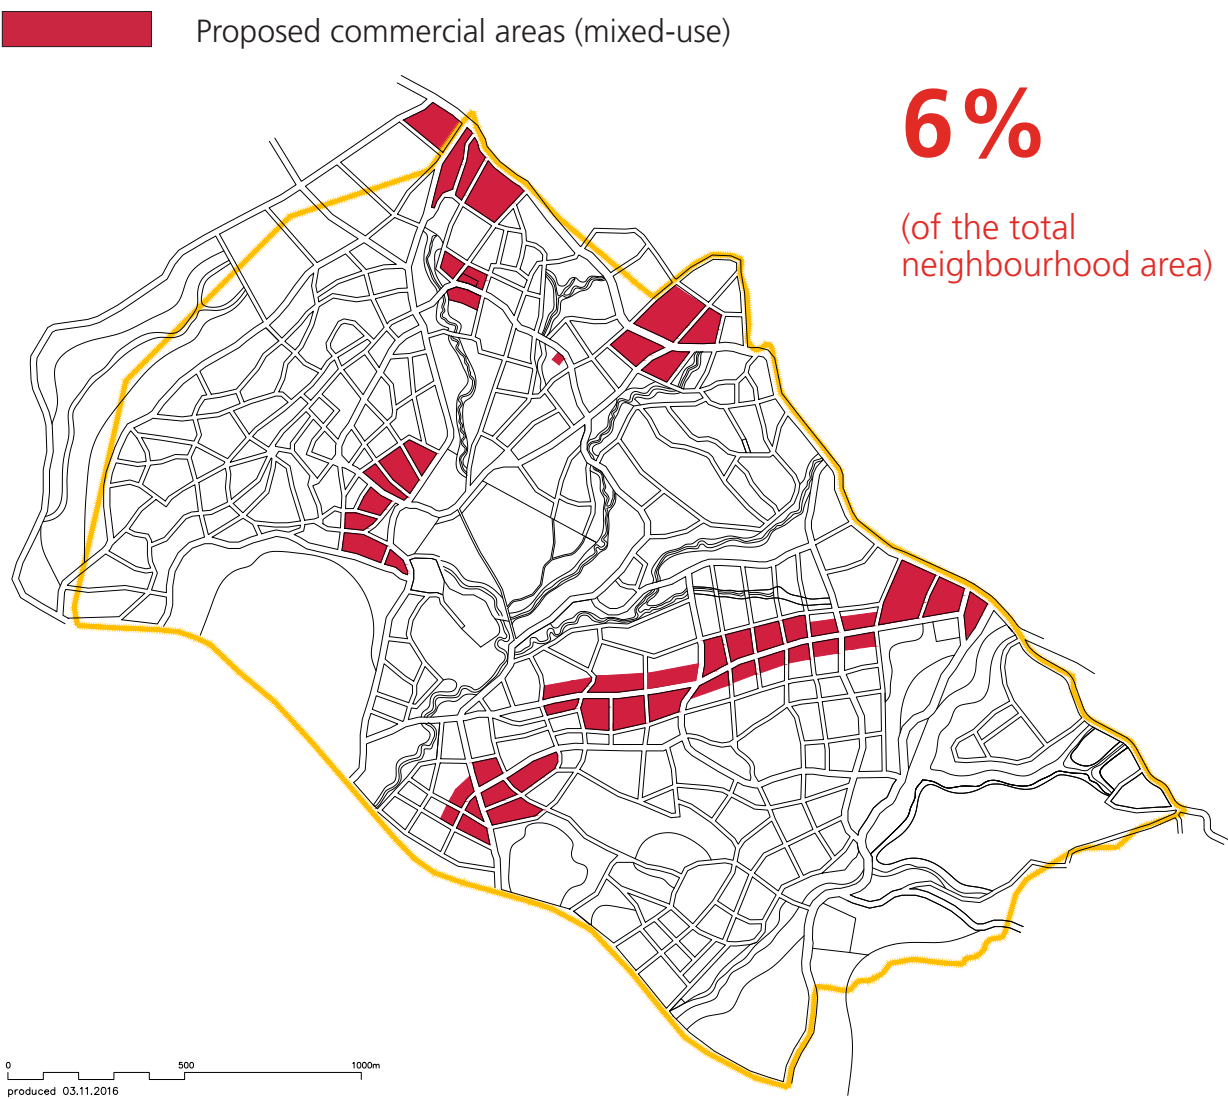 Proposed commercial areas (mixed-use)
6%
(of the total
neighbourhood area)
0 500 1000m
produced 03.11.2016